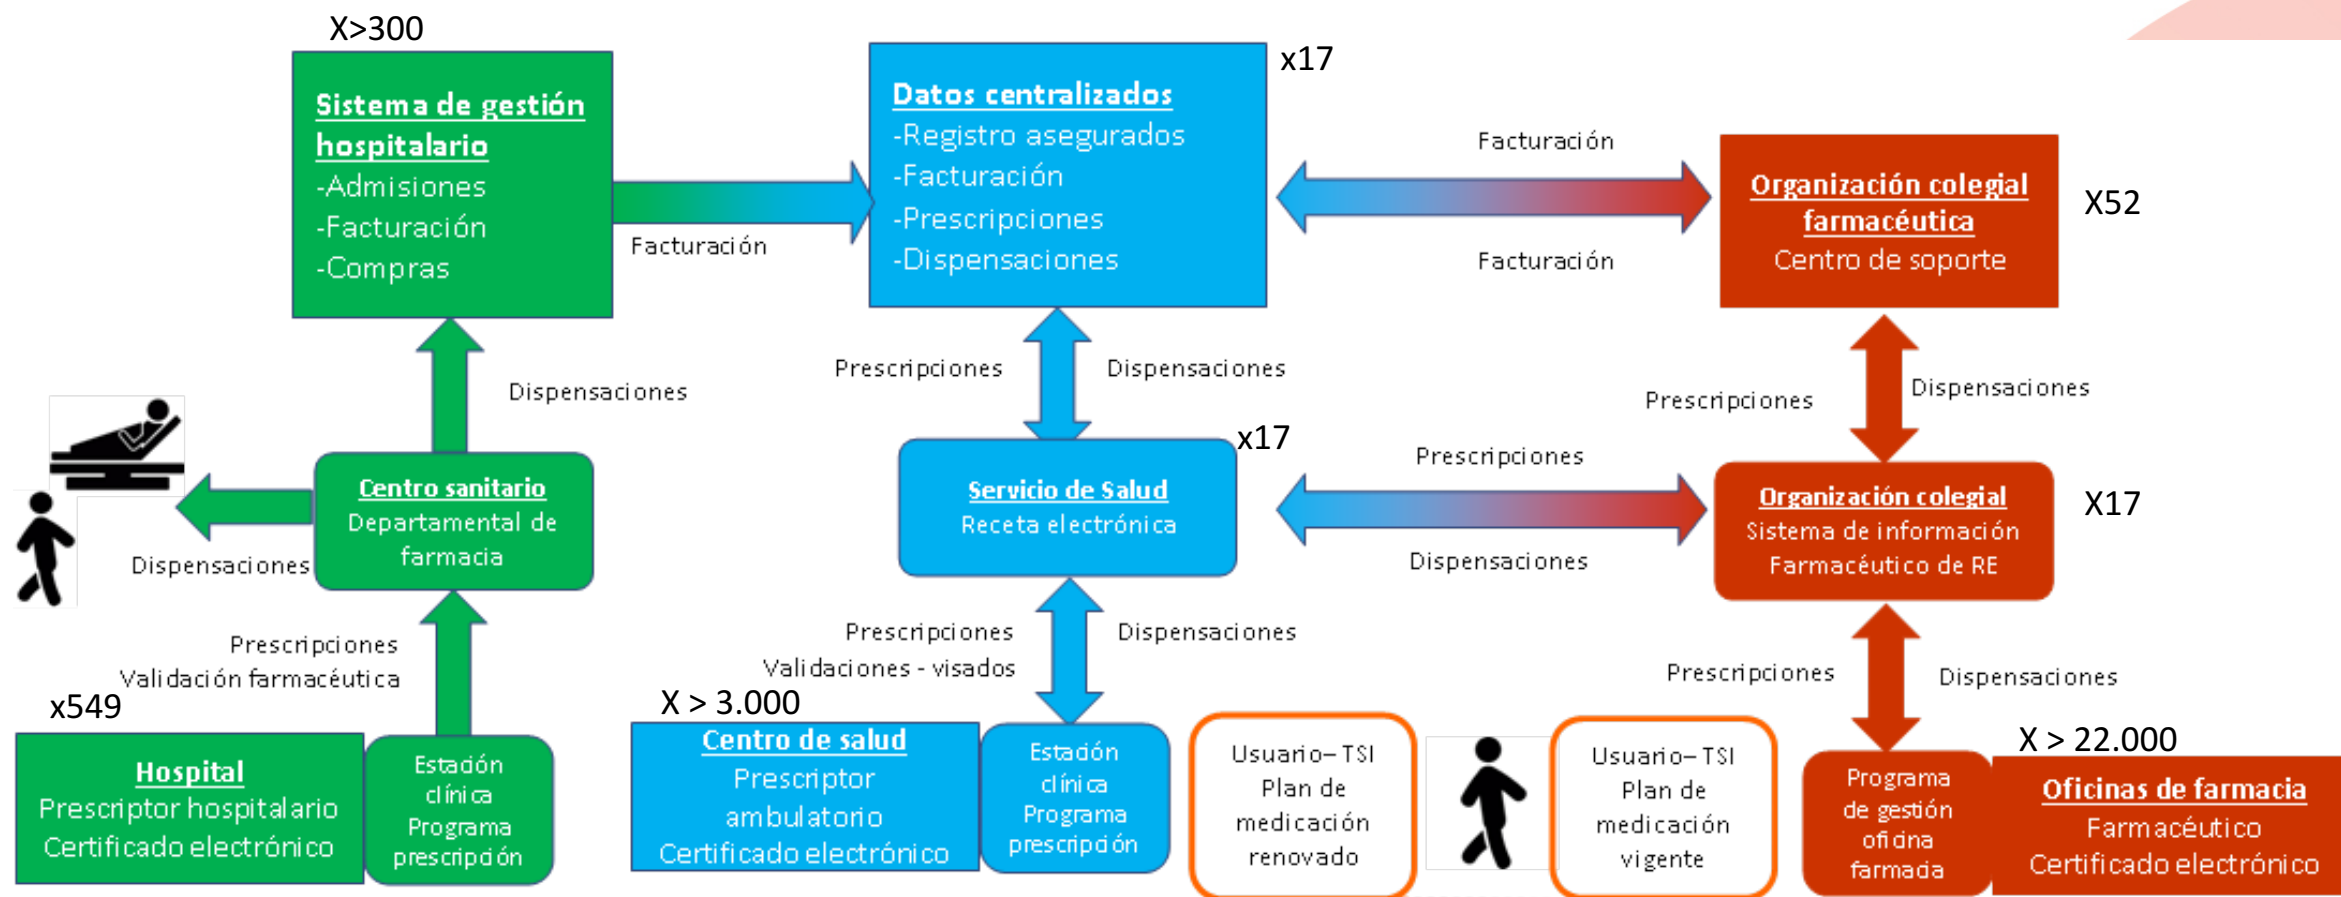 X>300
Sistema de gestión
hospitalario
-Admisiones
-Facturación
-Compras
Facturación
x17
Datos centralizados
-Registro asegurados
-Facturación
-Prescripciones
-Dispensaciones
Facturación
Facturación
Organización colegial
farmacéutica
Centro de soporte
X52
Dispensaciones
Prescripciones
Dispensaciones
Prescripciones
Dispensaciones
Centro sanitario
Departamental de
farmacia
Dispensaciones
x17
Servicio de Salud
Receta electrónica
Prescripciones
Dispensaciones
Organización colegial
Sistema de información
Farmacéutico de RE
X17
Prescripciones
Validación farmacéutica
Prescripciones
Validaciones - visados
Dispensaciones
Prescripciones
Dispensaciones
x549
Hospital
Prescriptor hospitalario
Certificado electrónico
Estación
clínica
Programa
prescripción
X > 3.000
Centro de salud
Prescriptor
ambulatorio
Certificado electrónico
Estación
clínica
Programa
prescripción
Usuario– TSI
Plan de
medicación
renovado
Usuario– TSI
Plan de
medicación
vigente
Programa
de gestión
oficina
farmacia
X > 22.000
Oficinas de farmacia
Farmacéutico
Certificado electrónico